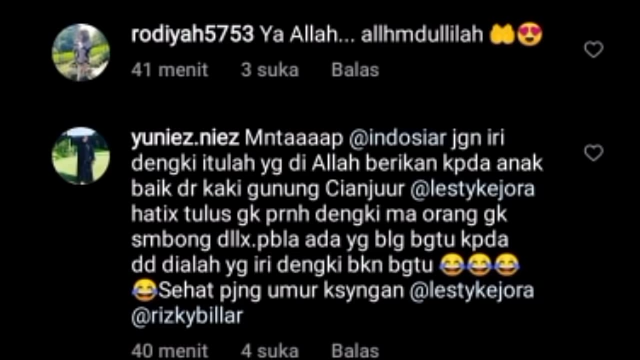 rodiyah5753 Ya Allah... allhmdullilah 🤲😍
41 menit 3 suka Balas
yuniez.niez Mntaaaap @indosiar jgn iri
dengki itulah yg di Allah berikan kpda anak
baik dr kaki gunung Cianjuur @lestykejora
hatix tulus gk prnh dengki ma orang gk
smbong dllx.pbla ada yg blg bgtu kpda
dd dialah yg iri dengki bkn bgtu 😂😂😂
😂Sehat pjng umur ksyngan @lestykejora
@rizkybillar
40 menit 4 suka Balas